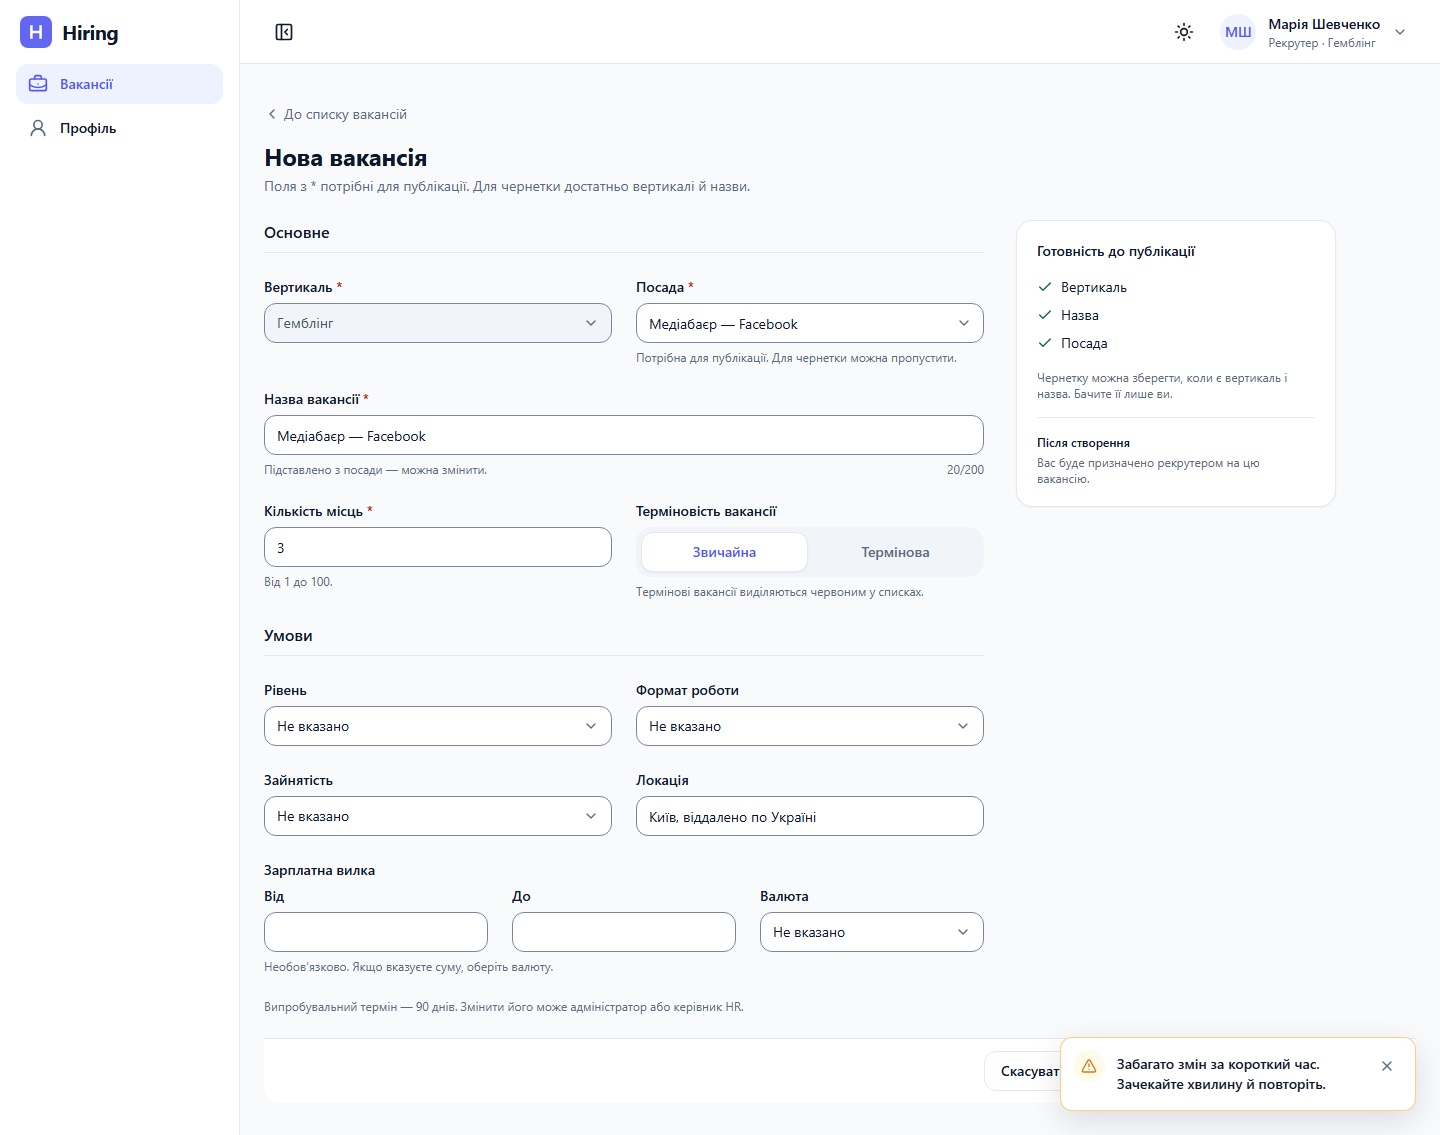 H Hiring
Вакансії
Профіль
МШ
Марія Шевченко
Рекрутер · Гемблінг
До списку вакансій
Нова вакансія
Поля з * потрібні для публікації. Для чернетки достатньо вертикалі й назви.
Основне
Вертикаль *
Гемблінг
Посада *
Медіабаєр — Facebook
Потрібна для публікації. Для чернетки можна пропустити.
Назва вакансії *
Медіабаєр — Facebook
Підставлено з посади — можна змінити.
20/200
Кількість місць *
3
Від 1 до 100.
Терміновість вакансії
Звичайна
Термінова
Термінові вакансії виділяються червоним у списках.
Умови
Рівень
Не вказано
Формат роботи
Не вказано
Зайнятість
Не вказано
Локація
Київ, віддалено по Україні
Зарплатна вилка
Від
До
Валюта
Не вказано
Необов'язково. Якщо вказуєте суму, оберіть валюту.
Випробувальний термін — 90 днів. Змінити його може адміністратор або керівник HR.
Скасуват
Готовність до публікації
Вертикаль
Назва
Посада
Чернетку можна зберегти, коли є вертикаль і
назва. Бачите її лише ви.
Після створення
Вас буде призначено рекрутером на цю
вакансію.
Забагато змін за короткий час.
Зачекайте хвилину й повторіть.